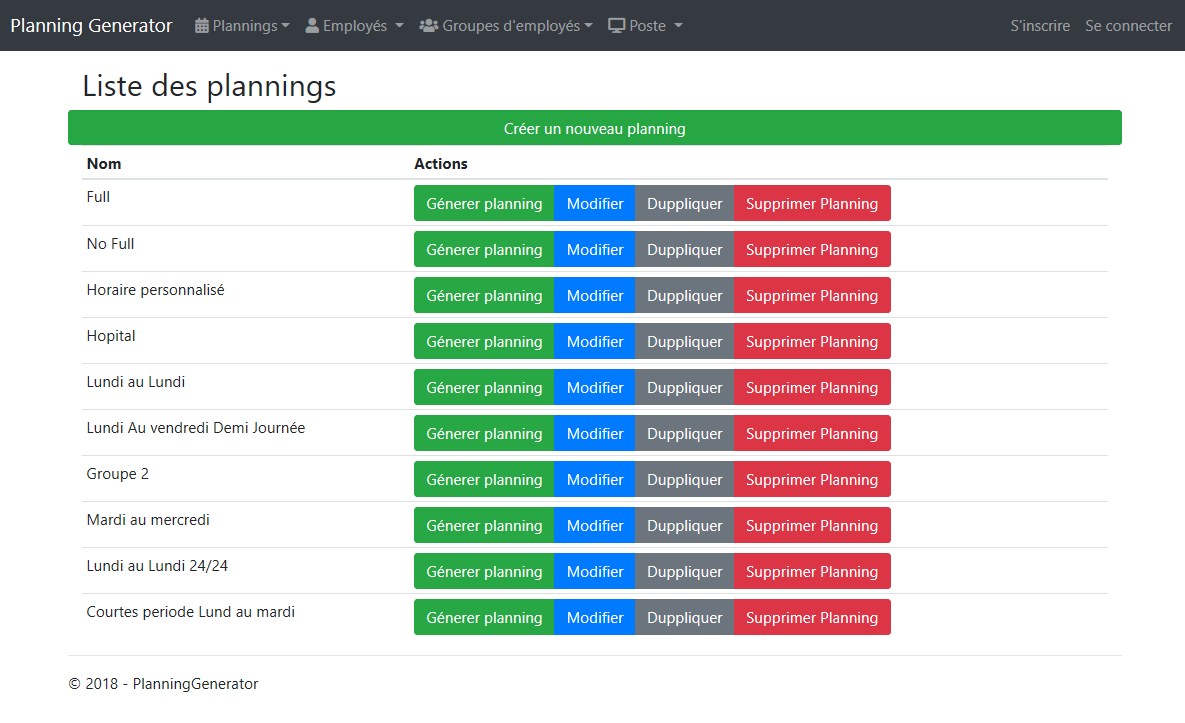 Planning Generator Plannings Employés Groupes d'employés Poste S'inscrire Se connecter
Liste des plannings
Créer un nouveau planning
Nom Actions
Full Génerer planning Modifier Duppliquer Supprimer Planning
No Full Génerer planning Modifier Duppliquer Supprimer Planning
Horaire personnalisé Génerer planning Modifier Duppliquer Supprimer Planning
Hopital Génerer planning Modifier Duppliquer Supprimer Planning
Lundi au Lundi Génerer planning Modifier Duppliquer Supprimer Planning
Lundi Au vendredi Demi Journée Génerer planning Modifier Duppliquer Supprimer Planning
Groupe 2 Génerer planning Modifier Duppliquer Supprimer Planning
Mardi au mercredi Génerer planning Modifier Duppliquer Supprimer Planning
Lundi au Lundi 24/24 Génerer planning Modifier Duppliquer Supprimer Planning
Courtes periode Lund au mardi Génerer planning Modifier Duppliquer Supprimer Planning
© 2018 - PlanningGenerator